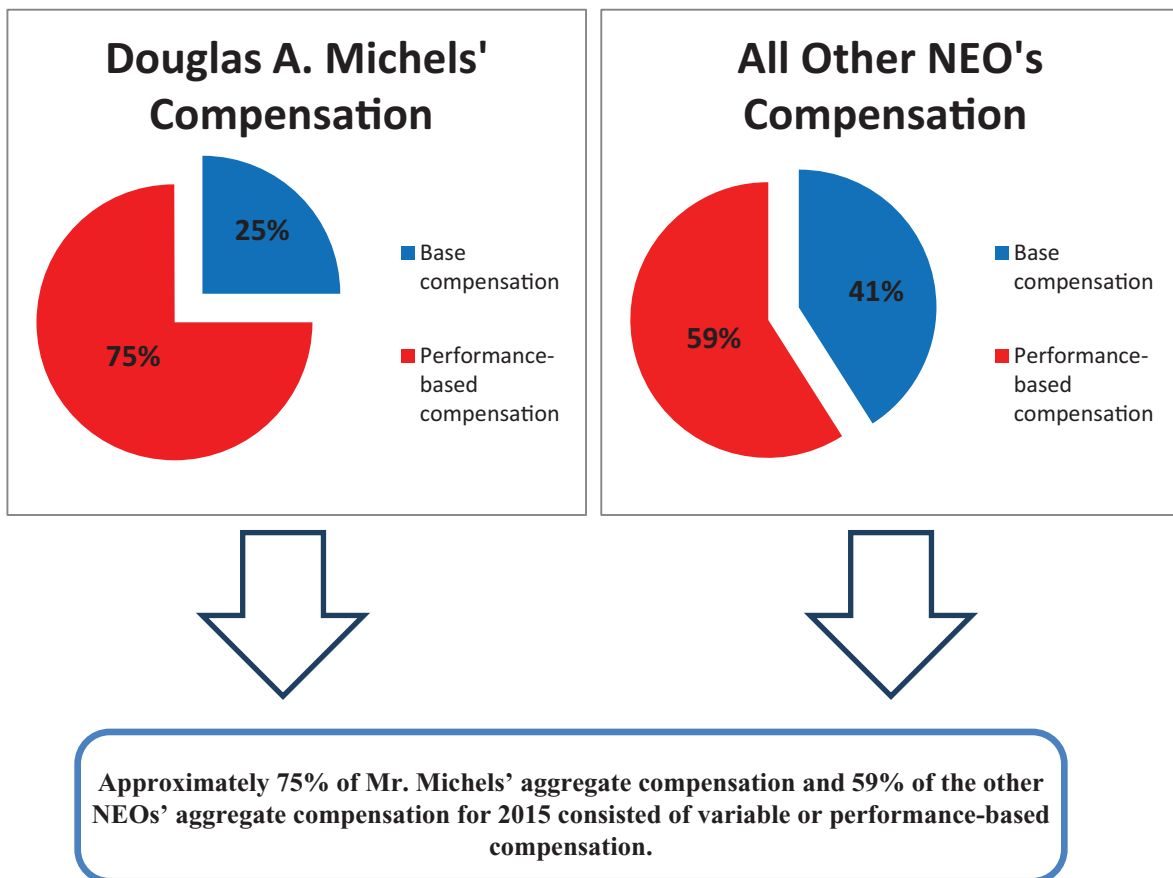 Douglas A. Michels'
Compensation
25%
75%
Base
compensation
Performance-
based
compensation
All Other NEO's
Compensation
41%
59%
Base
compensation
Performance-
based
compensation
Approximately 75% of Mr. Michels’ aggregate compensation and 59% of the other
NEOs’ aggregate compensation for 2015 consisted of variable or performance-based
compensation.